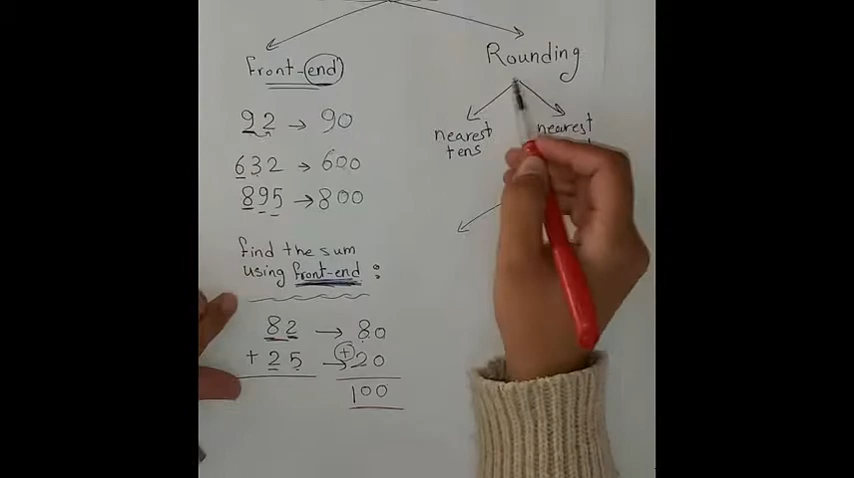 Front-end
92 → 90
632 → 600
895 → 800
find the sum
using front-end :
82 → 80
+ 25 → + 20
100
Rounding
nearest
tens
nearest